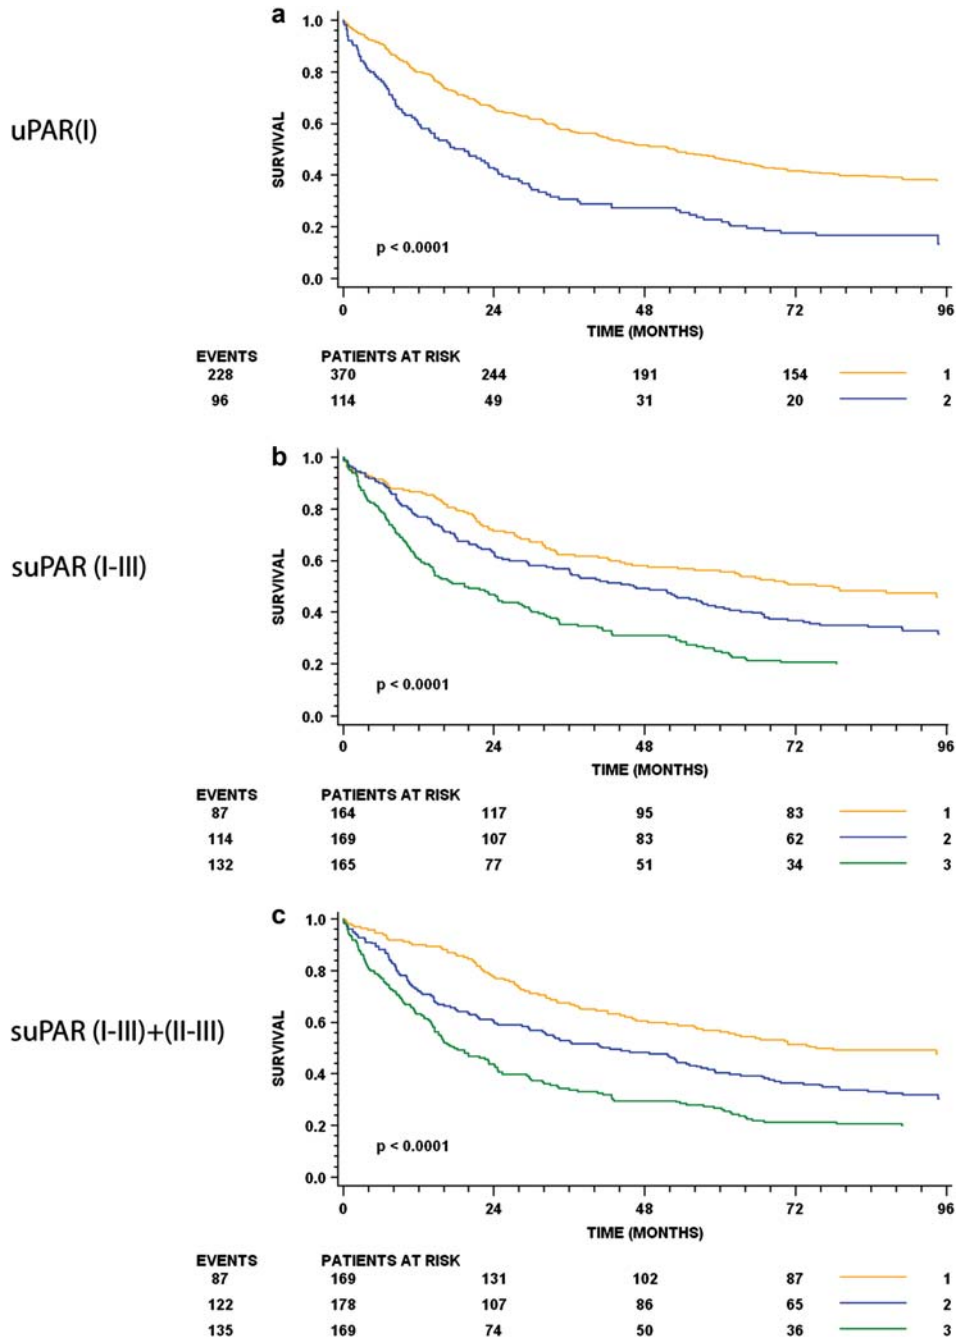 a
uPAR(I)
SURVIVAL
1.0
0.8
0.6
0.4
0.2
0.0
p < 0.0001
0 24 48 72 96
TIME (MONTHS)
EVENTS PATIENTS AT RISK
228 370 244 191 154 1
96 114 49 31 20 2
b
suPAR (I-III)
SURVIVAL
1.0
0.8
0.6
0.4
0.2
0.0
p < 0.0001
0 24 48 72 96
TIME (MONTHS)
EVENTS PATIENTS AT RISK
87 164 117 95 83 1
114 169 107 83 62 2
132 165 77 51 34 3
c
suPAR (I-III)+(II-III)
SURVIVAL
1.0
0.8
0.6
0.4
0.2
0.0
p < 0.0001
0 24 48 72 96
TIME (MONTHS)
EVENTS PATIENTS AT RISK
87 169 131 102 87 1
122 178 107 86 65 2
135 169 74 50 36 3